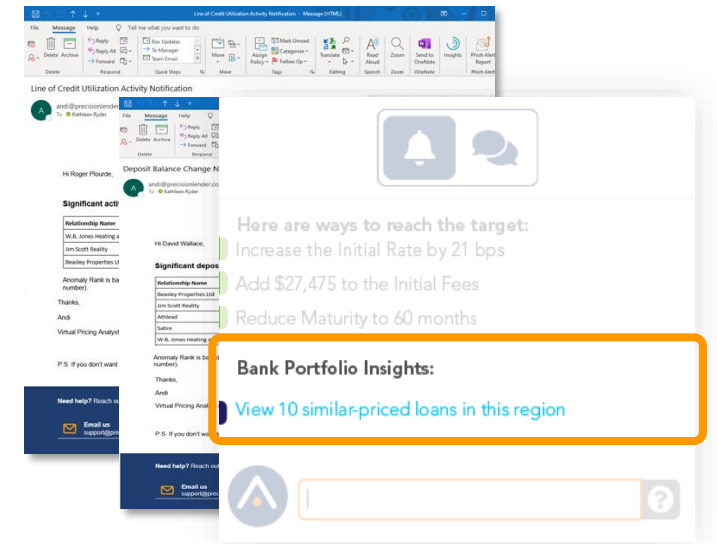 Line of Credit Utilization Activity Notification - Message (HTML)
File Message Help Tell me what you want to do
Delete Archive
Reply
Reply All
Forward
Box Updates
To Manager
Team Email
Move
Assign Policy
Mark Unread
Categorize
Follow Up
Translate
Read Aloud
Zoom
Send to OneNote
Insights
Phish Alert Report
Delete Respond Quick Steps Move Tags Editing Speech Zoom OneNote Phish Alert
Line of Credit Utilization Activity Notification
A
andi@precisionlender
To Kathleen Ryder
Hi Roger Plourde,
Significant acti
Relationship Name
W.B. Jones Heating a
Jim Scott Reality
Beasley Properties Lt
Anomaly Rank is ba
number).
Thanks,
Andi
Virtual Pricing Analyst
P.S. If you don't want
Need help? Reach ou
Email us
support@pre
File Message Help
Delete Archive
Reply
Reply All
Forward
Delete Respond
Deposit Balance Change N
A
andi@precisionlender.co
To Kathleen Ryder
Hi David Wallace,
Significant depos
Relationship Name
Beasley Properties Ltd
Jim Scott Reality
Athlead
Sabre
W.B. Jones Heating
Anomaly Rank is based
number).
Thanks,
Andi
Virtual Pricing Anal
P.S. If you don't wa
Need help? Reach out
Email us
support@prec
Here are ways to reach the target:
Increase the Initial Rate by 21 bps
Add $27,475 to the Initial Fees
Reduce Maturity to 60 months
Bank Portfolio Insights:
View 10 similar-priced loans in this region
?